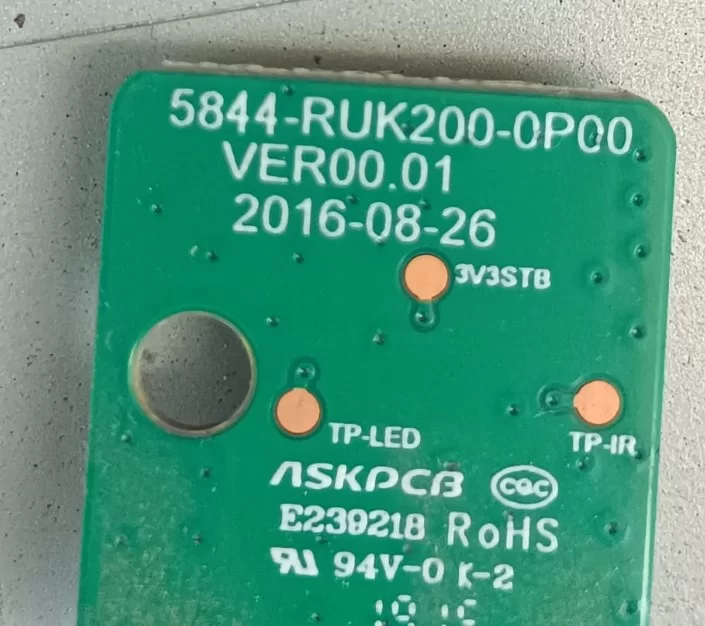 5844-RUK200-0P00
VER00.01
2016-08-26
3V3STB
TP-LED
TP-IR
ASKPCB CQC
E239218 RoHS
94V-0 K-2